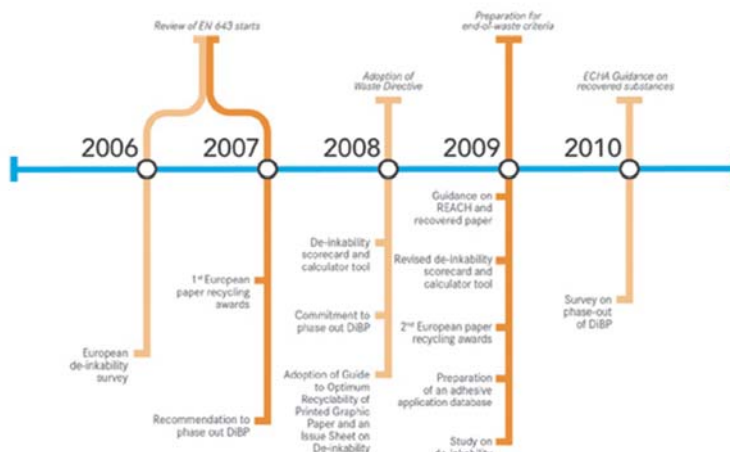 Review of EN 643 starts
Preparation for
end-of-waste criteria
Adoption of
Waste Directive
ECHA Guidance on
recovered substances
2006
2007
2008
2009
2010
European
de-inkability
survey
1st European
paper recycling
awards
Recommendation to
phase out DiBP
De-inkability
scorecard and
calculator tool
Commitment to
phase out DiBP
Adoption of Guide
to Optimum
Recyclability of
Printed Graphic
Paper and an
Issue Sheet on
De-inkability
Guidance on
REACH and
recovered paper
Revised de-inkability
scorecard and
calculator tool
2nd European paper
recycling awards
Preparation
of an adhesive
application database
Study on
de-inkability
Survey on
phase-out
of DiBP